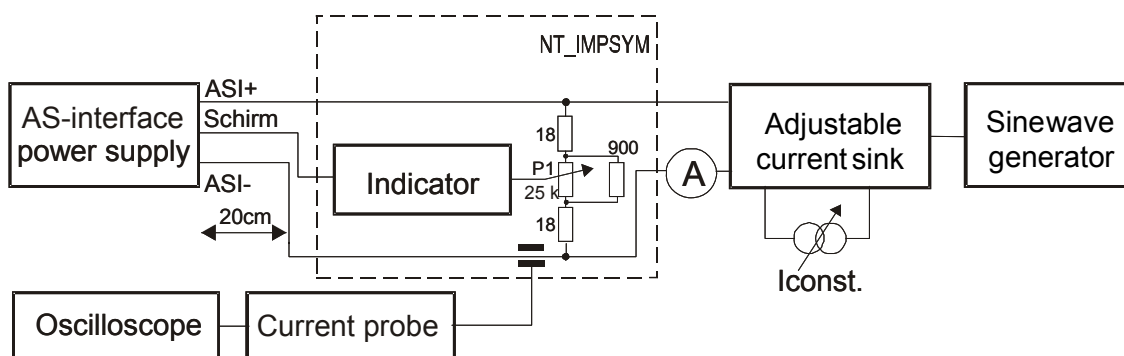 NT_IMPSYM
ASI+
AS-interface
power supply
Schirm
ASI-
20cm
Indicator
18
P1
25 k
900
18
A
Adjustable
current sink
Sinewave
generator
Iconst.
Oscilloscope
Current probe